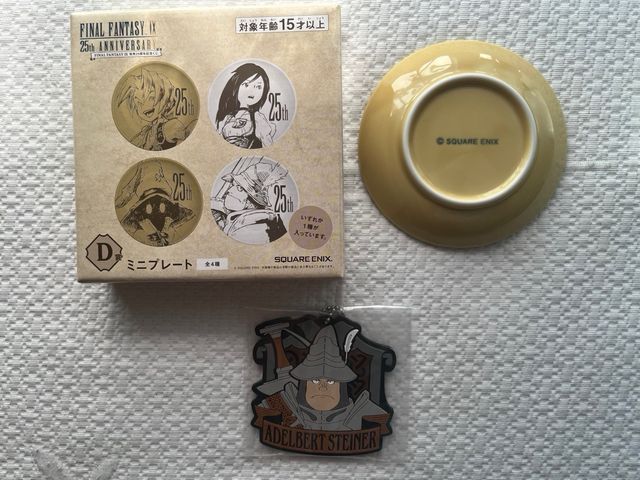 FINAL FANTASY IX
25th ANNIVERSARY
対象年齢15才以上
25th
25th
25th
25th
いずれか
1種が
入っています。
D賞
ミニプレート
全4種
SQUARE ENIX
© SQUARE ENIX
ADELBERT STEINER